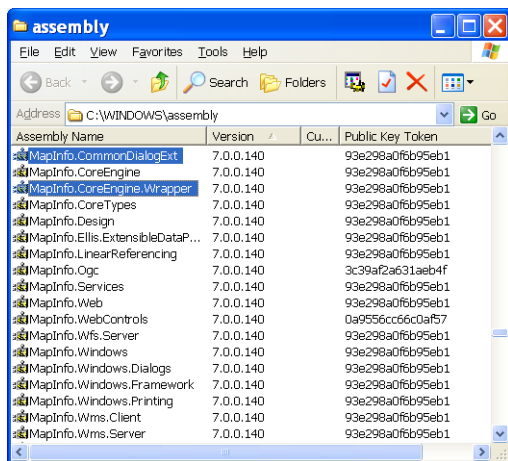 assembly
File Edit View Favorites Tools Help
Back Search Folders
Address C:\WINDOWS\assembly Go
Assembly Name Version Cu... Public Key Token
MapInfo.CommonDialogExt 7.0.0.140 93e298a0f6b95eb1
MapInfo.CoreEngine 7.0.0.140 93e298a0f6b95eb1
MapInfo.CoreEngine.Wrapper 7.0.0.140 93e298a0f6b95eb1
MapInfo.CoreTypes 7.0.0.140 93e298a0f6b95eb1
MapInfo.Design 7.0.0.140 93e298a0f6b95eb1
MapInfo.Ellis.ExtensibleDataP... 7.0.0.140 93e298a0f6b95eb1
MapInfo.LinearReferencing 7.0.0.140 93e298a0f6b95eb1
MapInfo.Ogc 7.0.0.140 3c39af2a631aeb4f
MapInfo.Services 7.0.0.140 93e298a0f6b95eb1
MapInfo.Web 7.0.0.140 93e298a0f6b95eb1
MapInfo.WebControls 7.0.0.140 0a9556cc66c0af57
MapInfo.Wfs.Server 7.0.0.140 93e298a0f6b95eb1
MapInfo.Windows 7.0.0.140 93e298a0f6b95eb1
MapInfo.Windows.Dialogs 7.0.0.140 93e298a0f6b95eb1
MapInfo.Windows.Framework 7.0.0.140 93e298a0f6b95eb1
MapInfo.Windows.Printing 7.0.0.140 93e298a0f6b95eb1
MapInfo.Wms.Client 7.0.0.140 93e298a0f6b95eb1
MapInfo.Wms.Server 7.0.0.140 93e298a0f6b95eb1